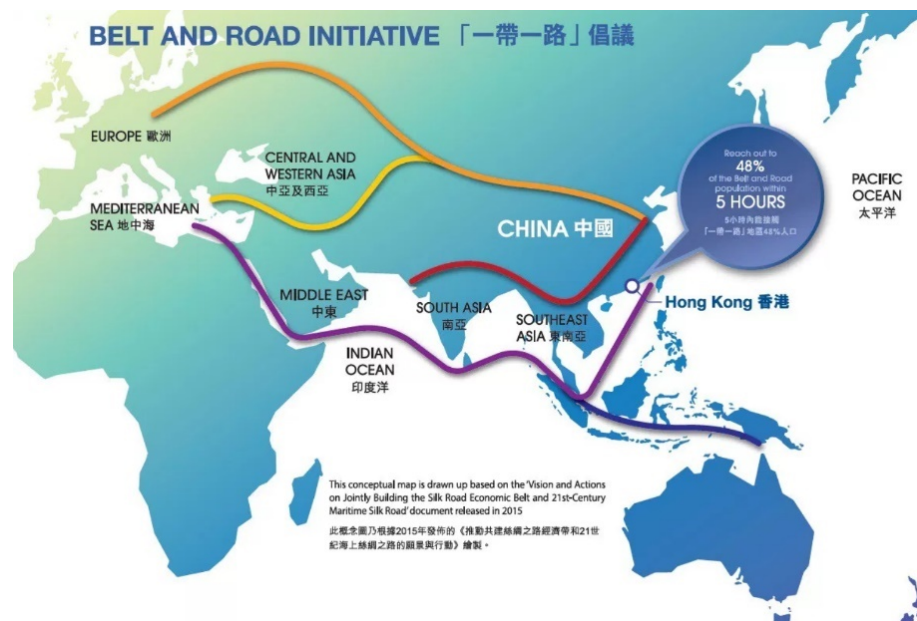 BELT AND ROAD INITIATIVE 「一帶一路」倡議
EUROPE 歐洲
CENTRAL AND
WESTERN ASIA
中亞及西亞
MEDITERRANEAN
SEA 地中海
CHINA 中國
Reach out to
48%
of the Belt and Road
population within
5 HOURS
5小時內可接觸
「一帶一路」地區48%人口
PACIFIC
OCEAN
太平洋
MIDDLE EAST
中東
SOUTH ASIA
南亞
SOUTHEAST
ASIA 東南亞
Hong Kong 香港
INDIAN
OCEAN
印度洋
This conceptual map is drawn up based on the 'Vision and Actions
on Jointly Building the Silk Road Economic Belt and 21st-Century
Maritime Silk Road' document released in 2015
此概念圖乃根據2015年發佈的《推動共建絲綢之路經濟帶和21世
紀海上絲綢之路的願景與行動》繪製。